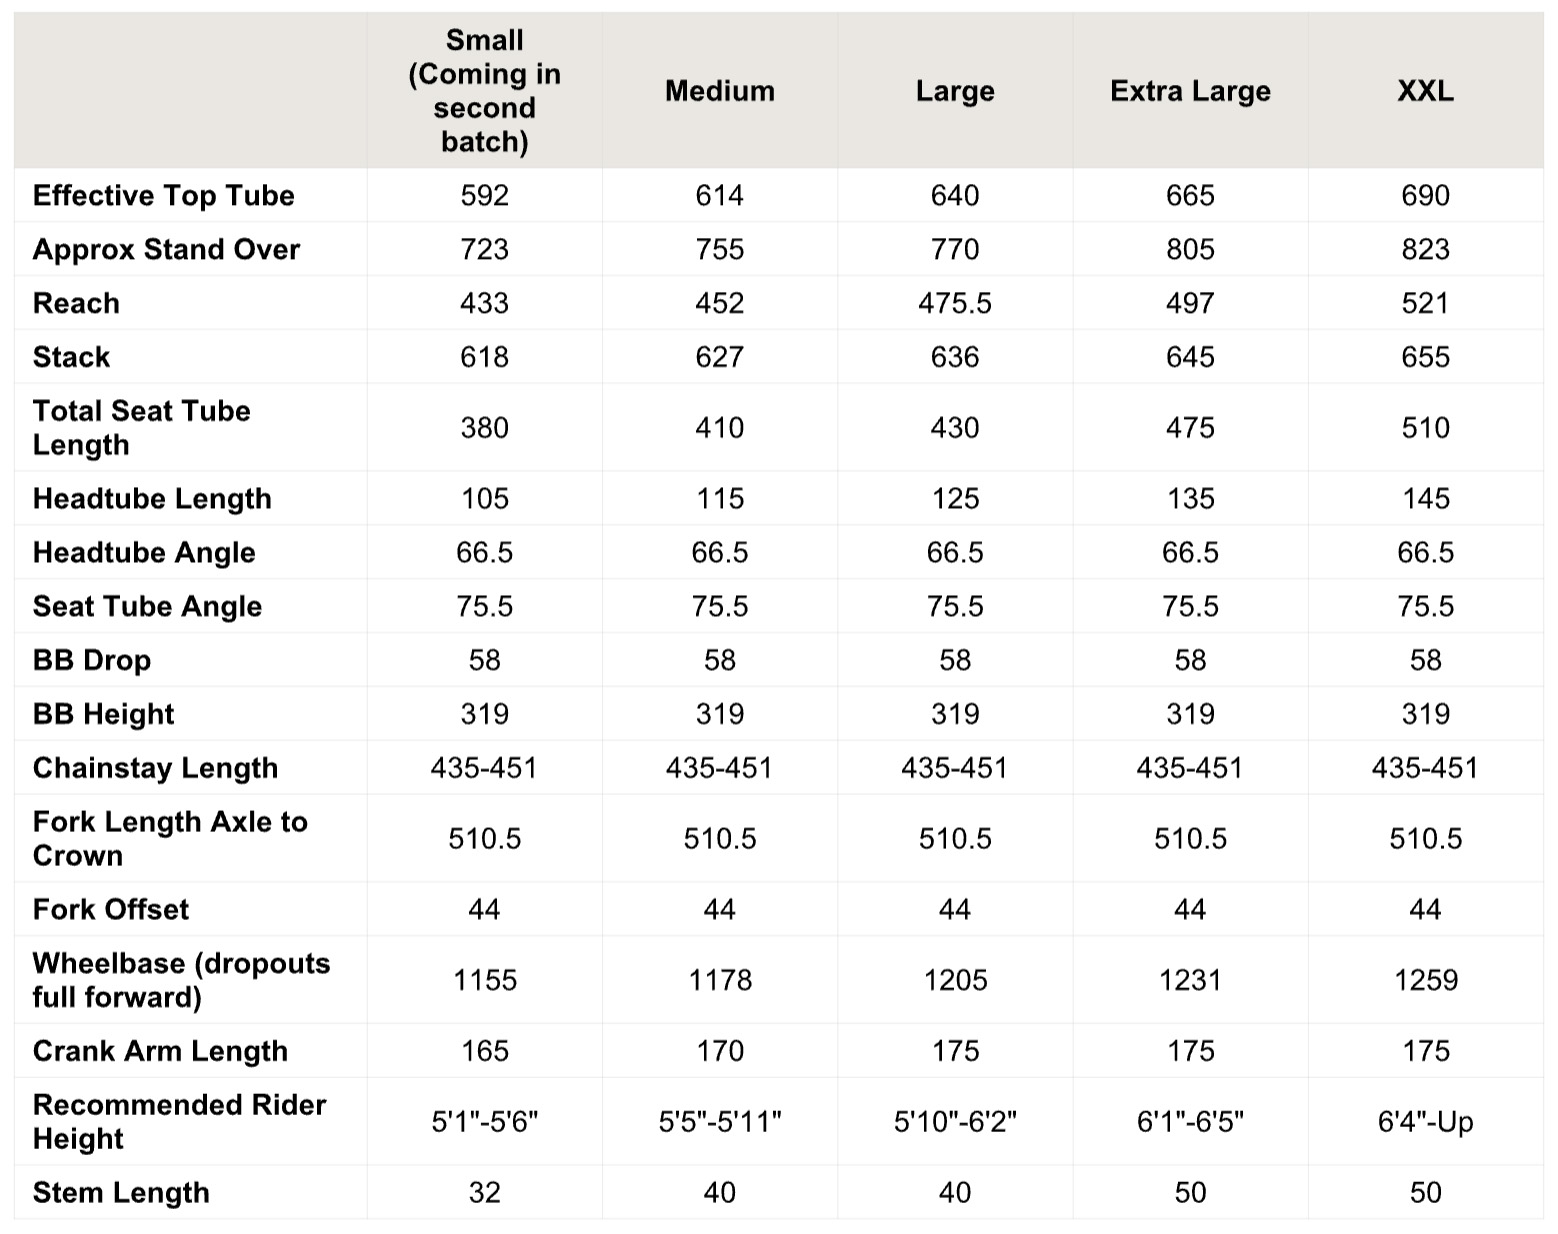 Small
(Coming in
second
batch)
Medium
Large
Extra Large
XXL
Effective Top Tube 592 614 640 665 690
Approx Stand Over 723 755 770 805 823
Reach 433 452 475.5 497 521
Stack 618 627 636 645 655
Total Seat Tube
Length 380 410 430 475 510
Headtube Length 105 115 125 135 145
Headtube Angle 66.5 66.5 66.5 66.5 66.5
Seat Tube Angle 75.5 75.5 75.5 75.5 75.5
BB Drop 58 58 58 58 58
BB Height 319 319 319 319 319
Chainstay Length 435-451 435-451 435-451 435-451 435-451
Fork Length Axle to
Crown 510.5 510.5 510.5 510.5 510.5
Fork Offset 44 44 44 44 44
Wheelbase (dropouts
full forward) 1155 1178 1205 1231 1259
Crank Arm Length 165 170 175 175 175
Recommended Rider
Height 5'1"-5'6" 5'5"-5'11" 5'10"-6'2" 6'1"-6'5" 6'4"-Up
Stem Length 32 40 40 50 50